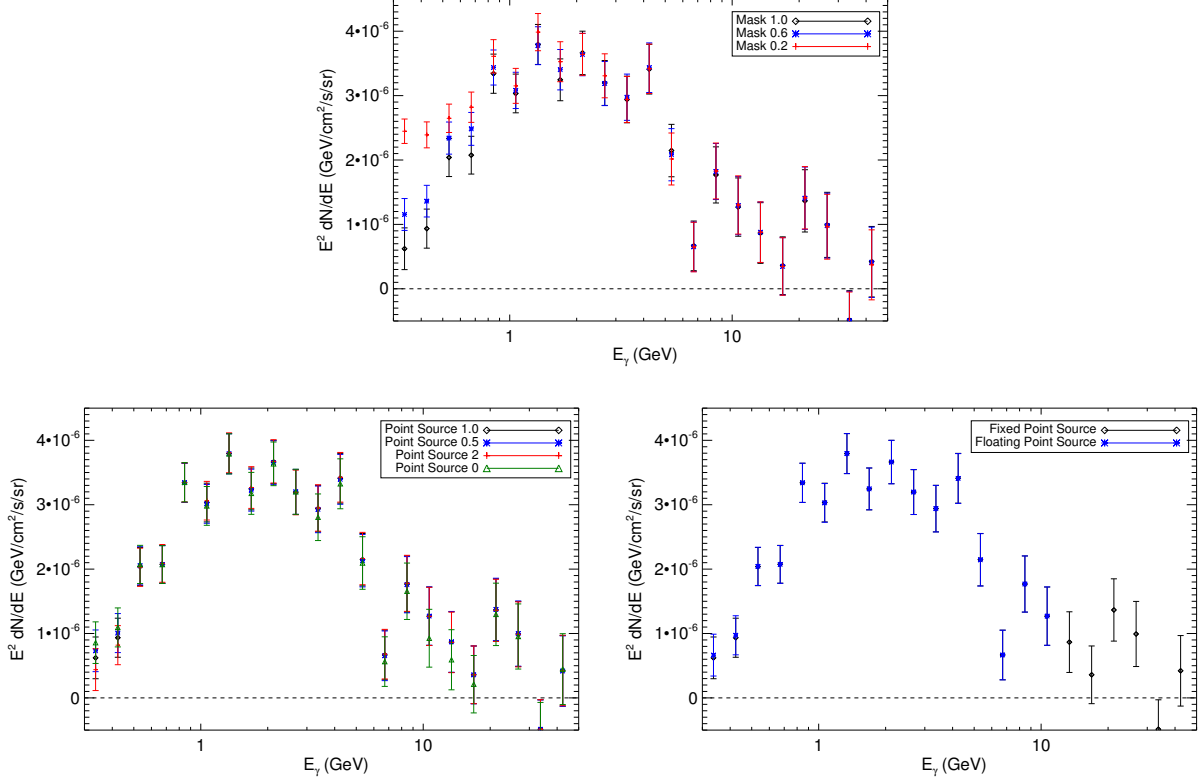 Mask 1.0
Mask 0.6
Mask 0.2
4•10⁻⁶
3•10⁻⁶
2•10⁻⁶
1•10⁻⁶
0
E² dN/dE (GeV/cm²/s/sr)
1 10
Eγ (GeV)
Point Source 1.0
Point Source 0.5
Point Source 2
Point Source 0
4•10⁻⁶
3•10⁻⁶
2•10⁻⁶
1•10⁻⁶
0
E² dN/dE (GeV/cm²/s/sr)
1 10
Eγ (GeV)
Fixed Point Source
Floating Point Source
4•10⁻⁶
3•10⁻⁶
2•10⁻⁶
1•10⁻⁶
0
E² dN/dE (GeV/cm²/s/sr)
1 10
Eγ (GeV)